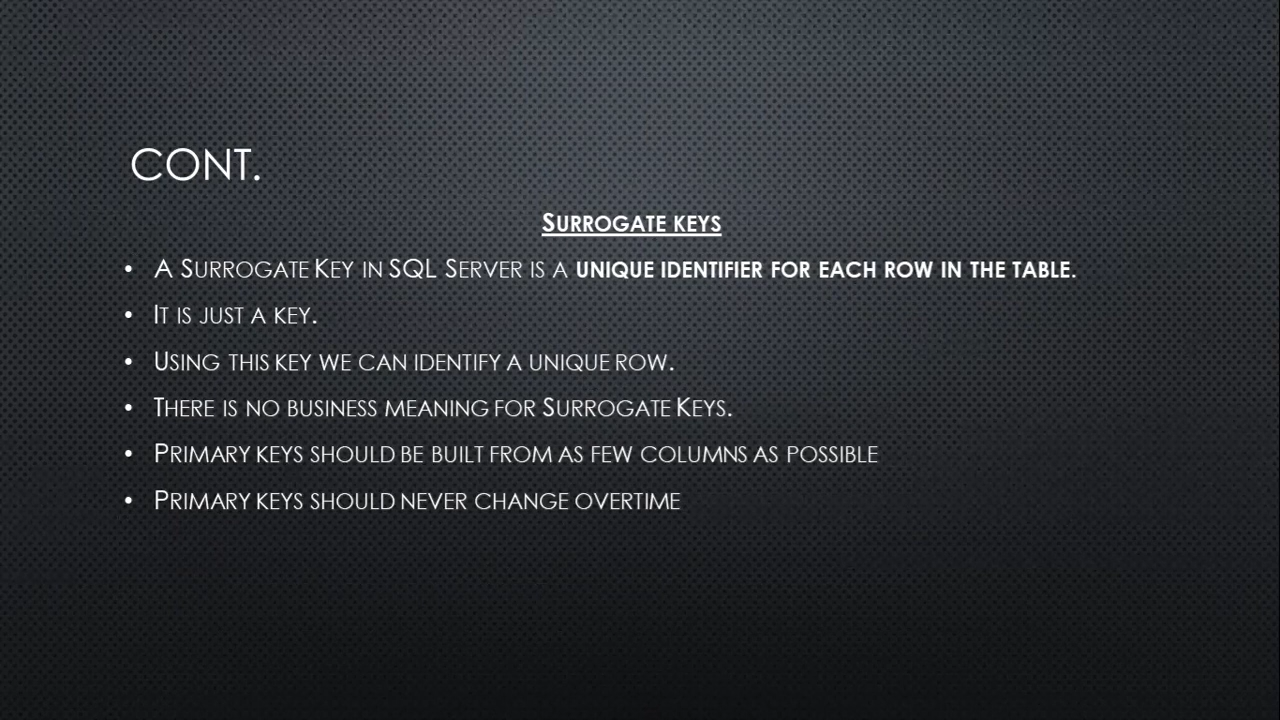 CONT.
SURROGATE KEYS
• A SURROGATE KEY IN SQL SERVER IS A UNIQUE IDENTIFIER FOR EACH ROW IN THE TABLE.
• IT IS JUST A KEY.
• USING THIS KEY WE CAN IDENTIFY A UNIQUE ROW.
• THERE IS NO BUSINESS MEANING FOR SURROGATE KEYS.
• PRIMARY KEYS SHOULD BE BUILT FROM AS FEW COLUMNS AS POSSIBLE
• PRIMARY KEYS SHOULD NEVER CHANGE OVERTIME